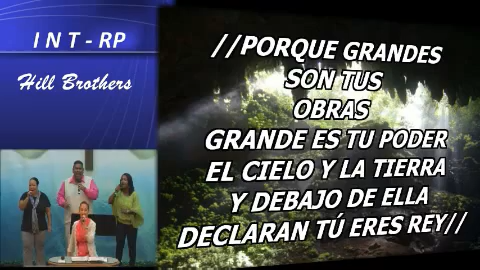 INT-RP
Hill Brothers
//PORQUE GRANDES
SON TUS
OBRAS
GRANDE ES TU PODER
EL CIELO Y LA TIERRA
Y DEBAJO DE ELLA
DECLARAN TÚ ERES REY//